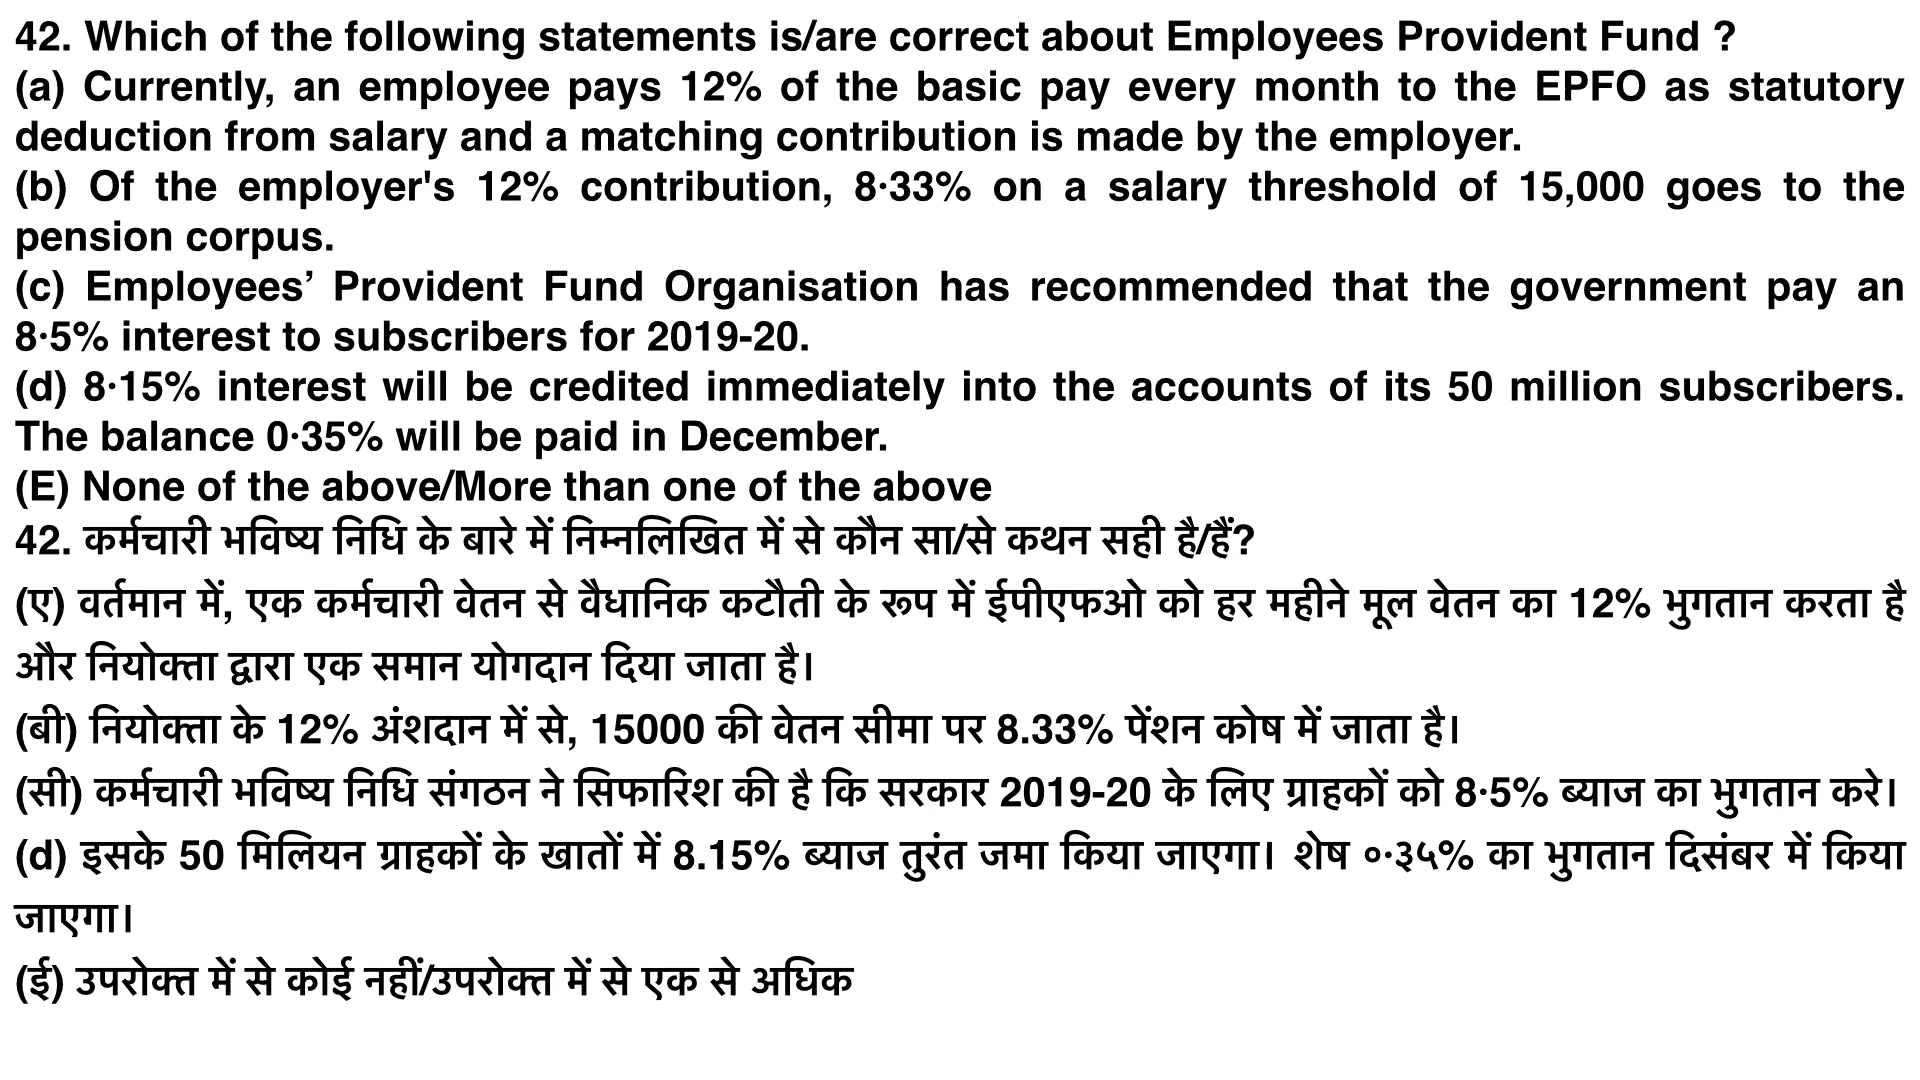 42. Which of the following statements is/are correct about Employees Provident Fund ?
(a) Currently, an employee pays 12% of the basic pay every month to the EPFO as statutory
deduction from salary and a matching contribution is made by the employer.
(b) Of the employer's 12% contribution, 8·33% on a salary threshold of 15,000 goes to the
pension corpus.
(c) Employees’ Provident Fund Organisation has recommended that the government pay an
8·5% interest to subscribers for 2019-20.
(d) 8·15% interest will be credited immediately into the accounts of its 50 million subscribers.
The balance 0·35% will be paid in December.
(E) None of the above/More than one of the above
42. कर्मचारी भविष्य निधि के बारे में निम्नलिखित में से कौन सा/से कथन सही है/हैं?
(ए) वर्तमान में, एक कर्मचारी वेतन से वैधानिक कटौती के रूप में ईपीएफओ को हर महीने मूल वेतन का 12% भुगतान करता है
और नियोक्ता द्वारा एक समान योगदान दिया जाता है।
(बी) नियोक्ता के 12% अंशदान में से, 15000 की वेतन सीमा पर 8.33% पेंशन कोष में जाता है।
(सी) कर्मचारी भविष्य निधि संगठन ने सिफारिश की है कि सरकार 2019-20 के लिए ग्राहकों को 8·5% ब्याज का भुगतान करे।
(d) इसके 50 मिलियन ग्राहकों के खातों में 8.15% ब्याज तुरंत जमा किया जाएगा। शेष ०·३५% का भुगतान दिसंबर में किया
जाएगा।
(ई) उपरोक्त में से कोई नहीं/उपरोक्त में से एक से अधिक